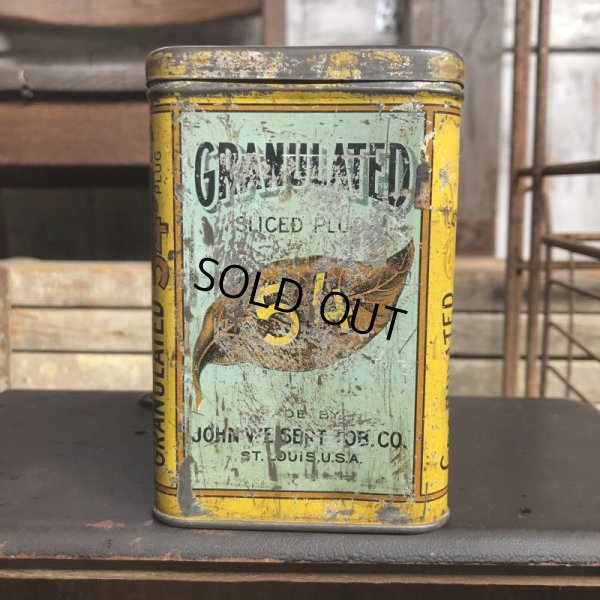 GRANULATED
SLICED PLUG
54
SOLD OUT
MADE BY
JOHN WEISERT TOB. CO.
ST. LOUIS. U.S.A.
GRANULATED 54 PLUG